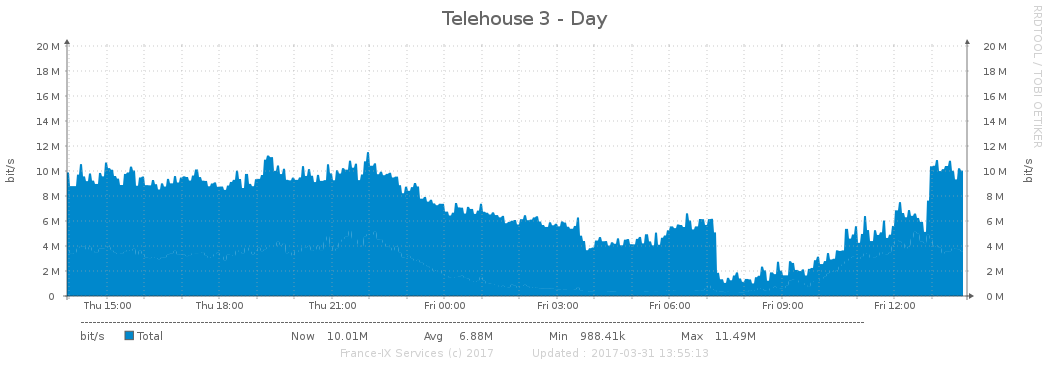 Telehouse 3 - Day
RRDTOOL / TOBI OETIKER
20 M 20 M
18 M 18 M
16 M 16 M
14 M 14 M
12 M 12 M
10 M 10 M
8 M 8 M
6 M 6 M
4 M 4 M
2 M 2 M
0 0 M
bit/s bit/s
Thu 15:00 Thu 18:00 Thu 21:00 Fri 00:00 Fri 03:00 Fri 06:00 Fri 09:00 Fri 12:00
bit/s Total Now 10.01M Avg 6.88M Min 988.41k Max 11.49M
France-IX Services (c) 2017 Updated : 2017-03-31 13:55:13